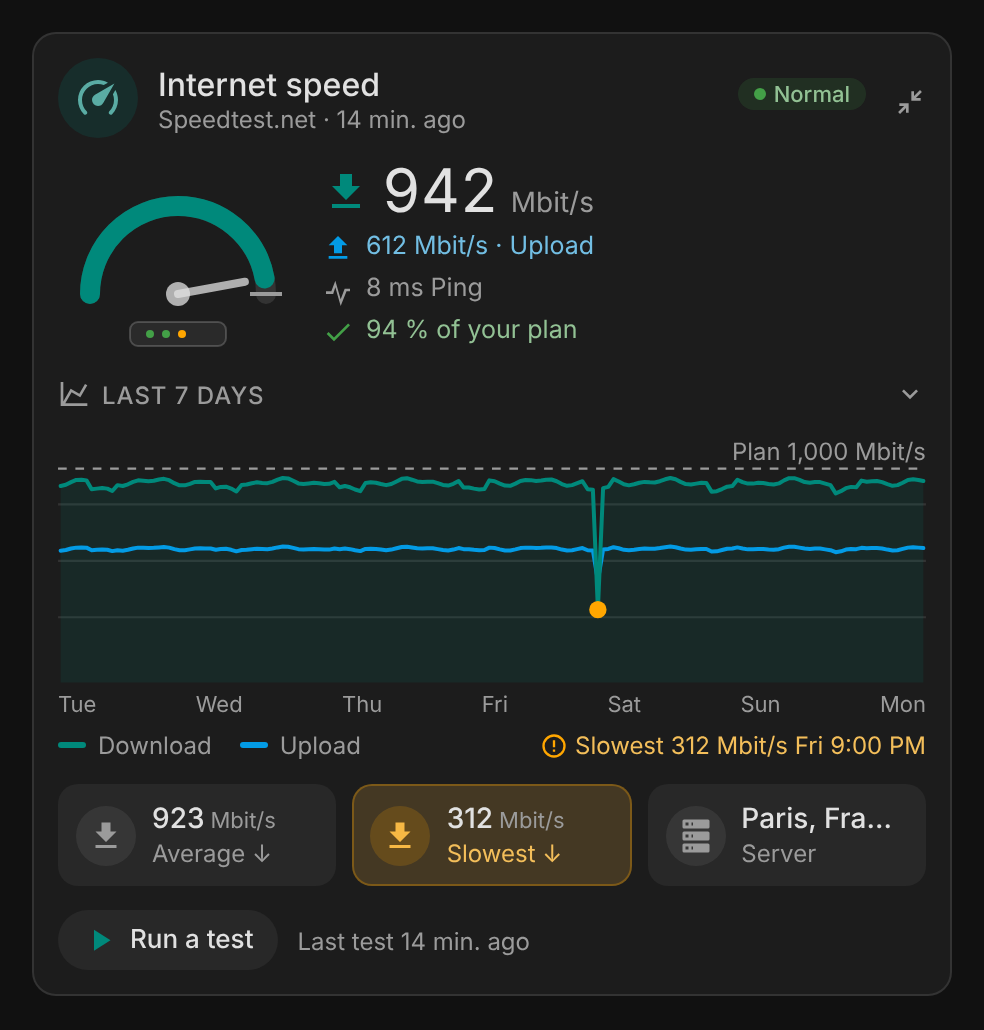 Internet speed
Speedtest.net · 14 min. ago
Normal
942 Mbit/s
612 Mbit/s · Upload
8 ms Ping
94 % of your plan
LAST 7 DAYS
Plan 1,000 Mbit/s
Tue Wed Thu Fri Sat Sun Mon
Download Upload
Slowest 312 Mbit/s Fri 9:00 PM
923 Mbit/s
Average ↓
312 Mbit/s
Slowest ↓
Paris, Fra...
Server
Run a test
Last test 14 min. ago